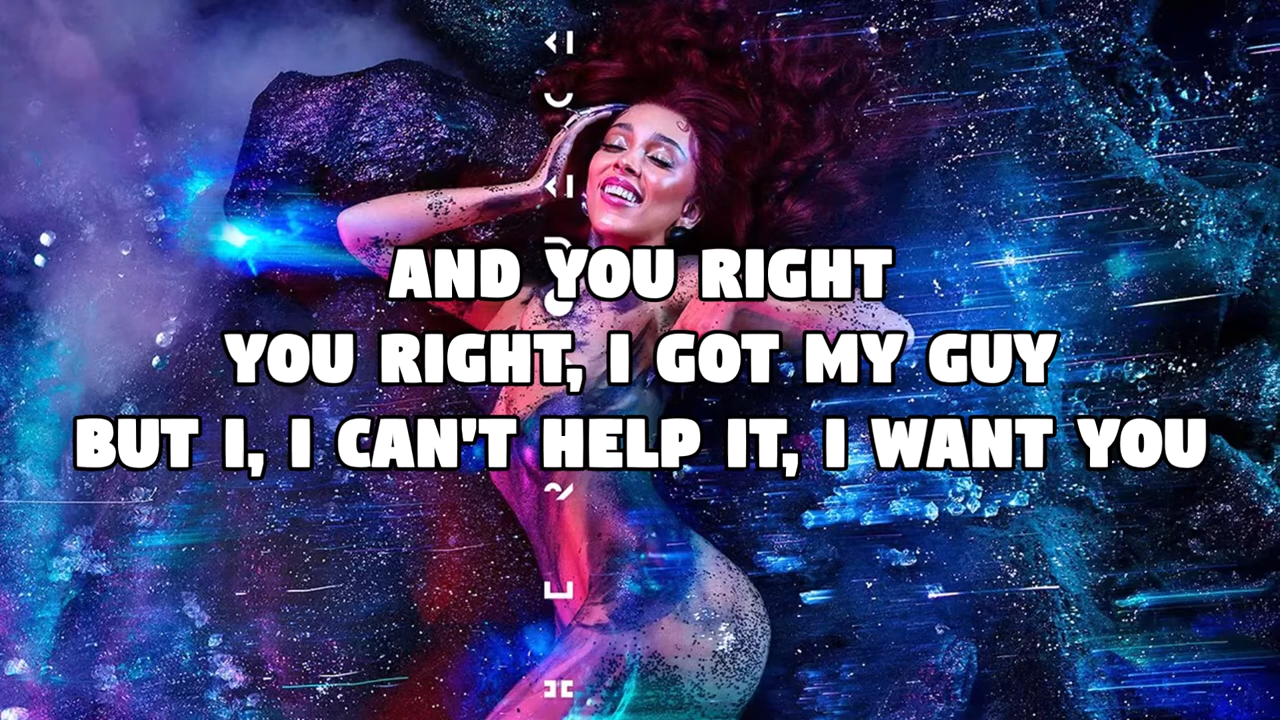 AND YOU RIGHT
YOU RIGHT, I GOT MY GUY
BUT I, I CAN'T HELP IT, I WANT YOU